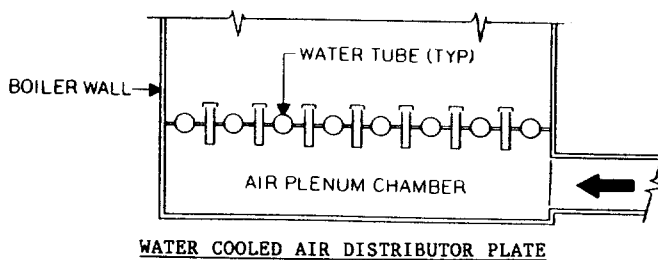 WATER TUBE (TYP)
BOILER WALL
AIR PLENUM CHAMBER
WATER COOLED AIR DISTRIBUTOR PLATE